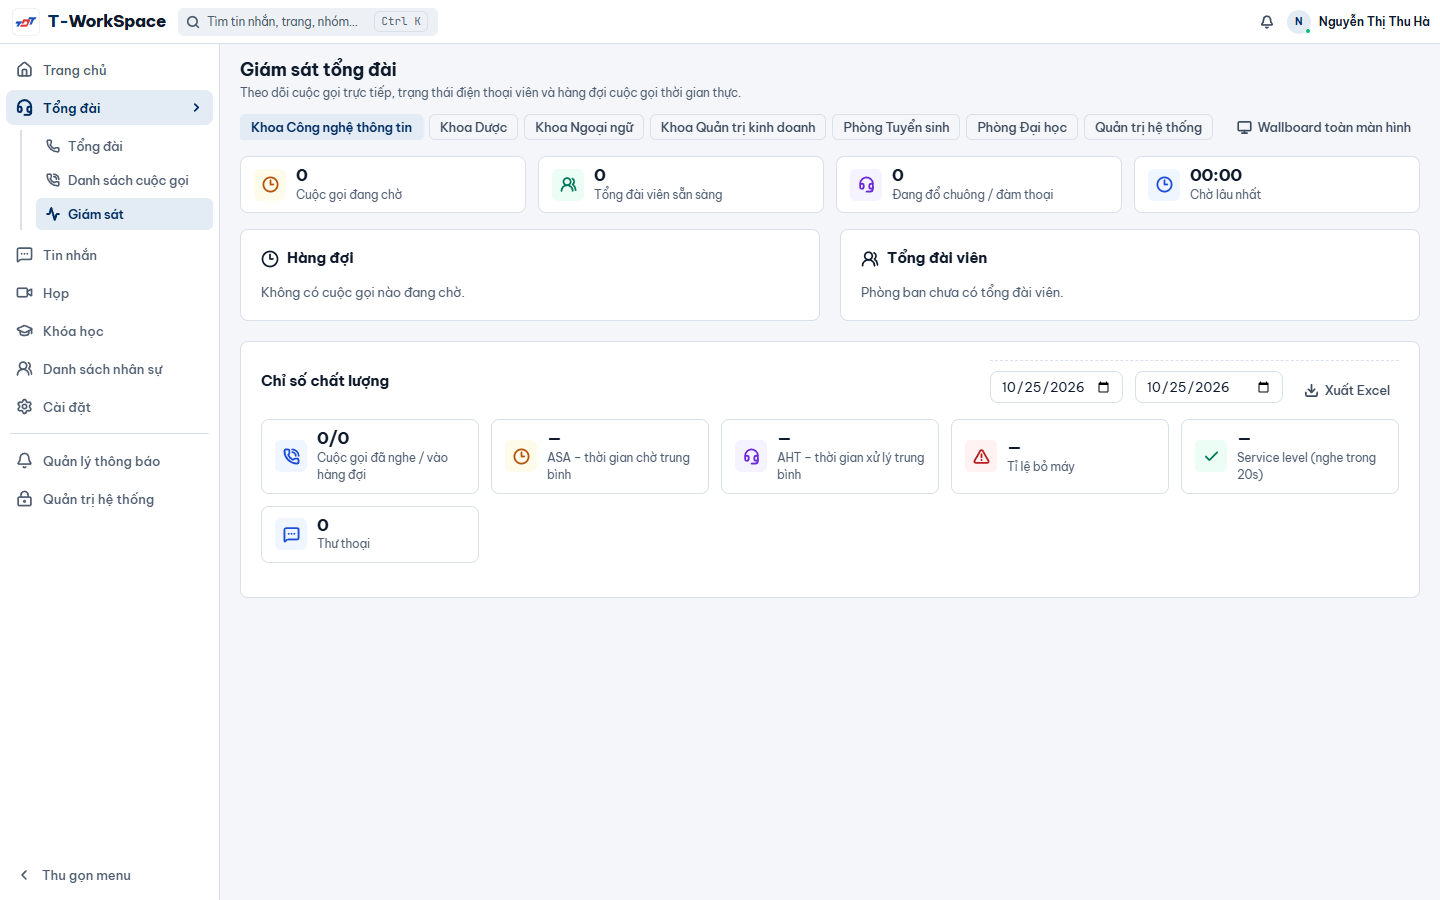 TDT T-WorkSpace
Tìm tin nhắn, trang, nhóm... Ctrl K
N Nguyễn Thị Thu Hà
Trang chủ
Tổng đài
Tổng đài
Danh sách cuộc gọi
Giám sát
Tin nhắn
Họp
Khóa học
Danh sách nhân sự
Cài đặt
Quản lý thông báo
Quản trị hệ thống
Thu gọn menu
Giám sát tổng đài
Theo dõi cuộc gọi trực tiếp, trạng thái điện thoại viên và hàng đợi cuộc gọi thời gian thực.
Khoa Công nghệ thông tin
Khoa Dược
Khoa Ngoại ngữ
Khoa Quản trị kinh doanh
Phòng Tuyển sinh
Phòng Đại học
Quản trị hệ thống
Wallboard toàn màn hình
0
Cuộc gọi đang chờ
0
Tổng đài viên sẵn sàng
0
Đang đổ chuông / đàm thoại
00:00
Chờ lâu nhất
Hàng đợi
Không có cuộc gọi nào đang chờ.
Tổng đài viên
Phòng ban chưa có tổng đài viên.
Chỉ số chất lượng
10/25/2026
10/25/2026
Xuất Excel
0/0
Cuộc gọi đã nghe / vào
hàng đợi
—
ASA – thời gian chờ trung
bình
—
AHT – thời gian xử lý trung
bình
—
Tỉ lệ bỏ máy
—
Service level (nghe trong
20s)
0
Thư thoại